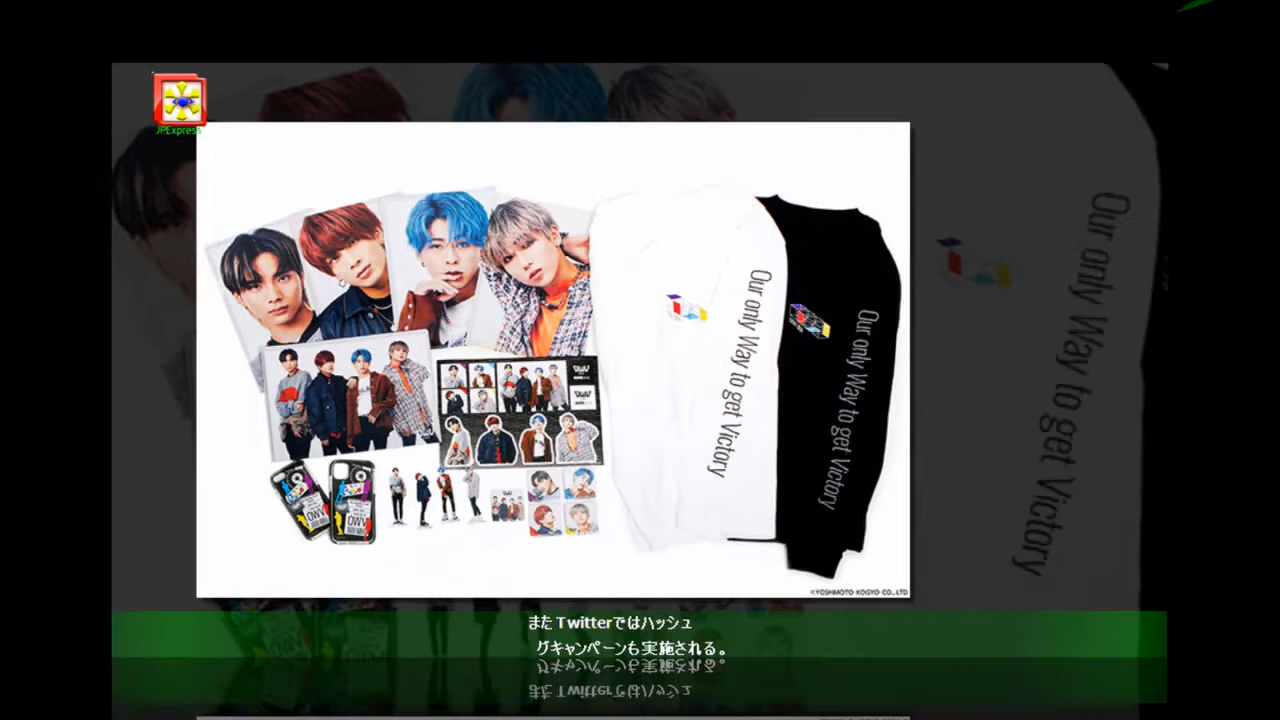 JPExpress
Our only Way to get Victory
Our only Way to get Victory
Our only Way to get Victory
©YOSHIMOTO KOGYO CO.,LTD
またTwitterではハッシュ
グキャンペーンも実施される。